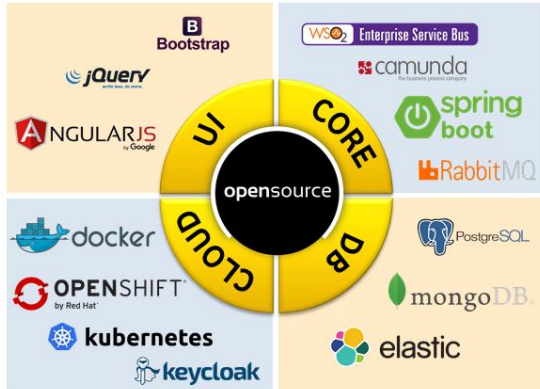 B
Bootstrap
jQuery
write less, do more.
ANGULARJS
by Google
WSO2 Enterprise Service Bus
camunda
the business process company
spring
boot
RabbitMQ
UI
CORE
opensource
CLOUD
DB
docker
OPENSHIFT
by Red Hat
kubernetes
keycloak
PostgreSQL
mongoDB.
elastic